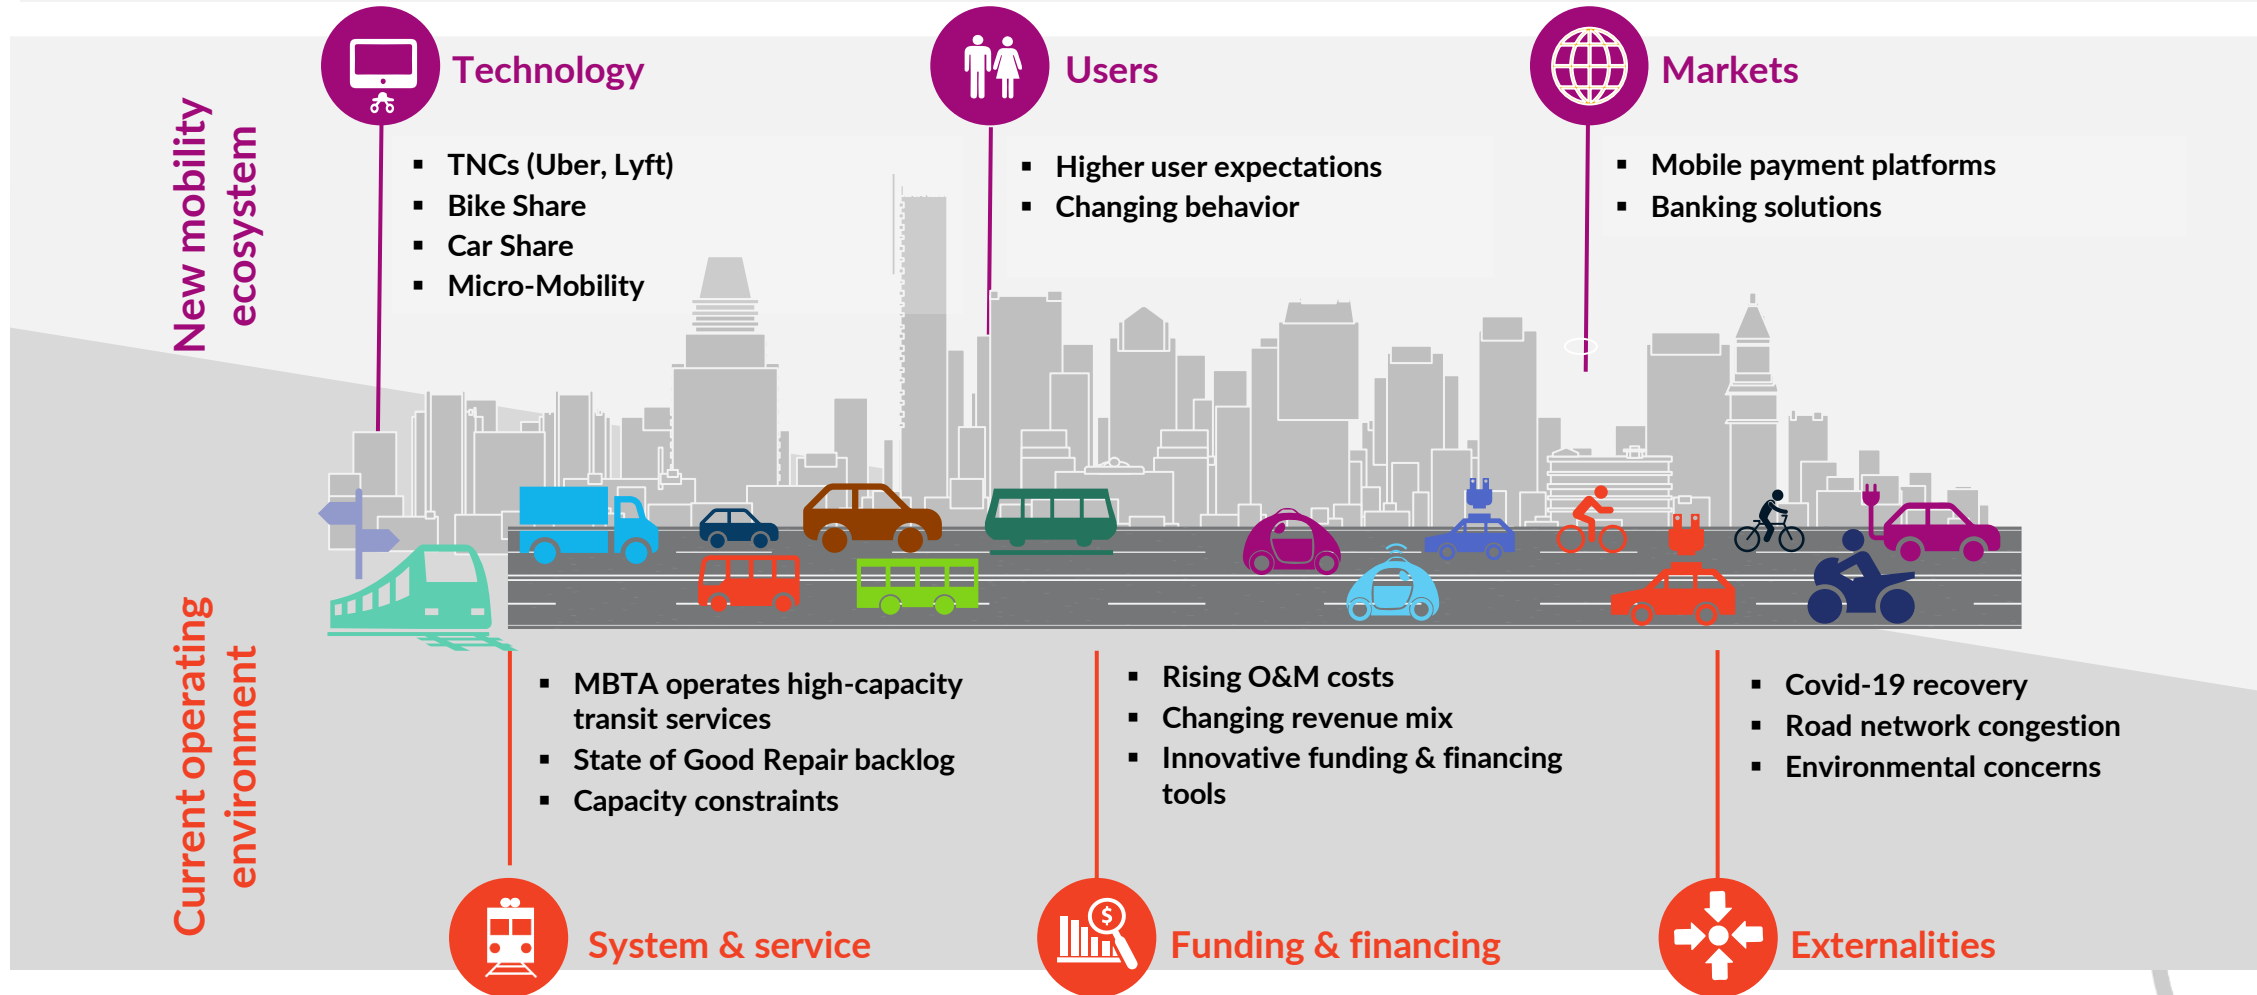 New mobility
ecosystem
Technology
▪ TNCs (Uber, Lyft)
▪ Bike Share
▪ Car Share
▪ Micro-Mobility
Users
▪ Higher user expectations
▪ Changing behavior
Markets
▪ Mobile payment platforms
▪ Banking solutions
Current operating
environment
▪ MBTA operates high-capacity
transit services
▪ State of Good Repair backlog
▪ Capacity constraints
System & service
▪ Rising O&M costs
▪ Changing revenue mix
▪ Innovative funding & financing
tools
$
Funding & financing
▪ Covid-19 recovery
▪ Road network congestion
▪ Environmental concerns
Externalities